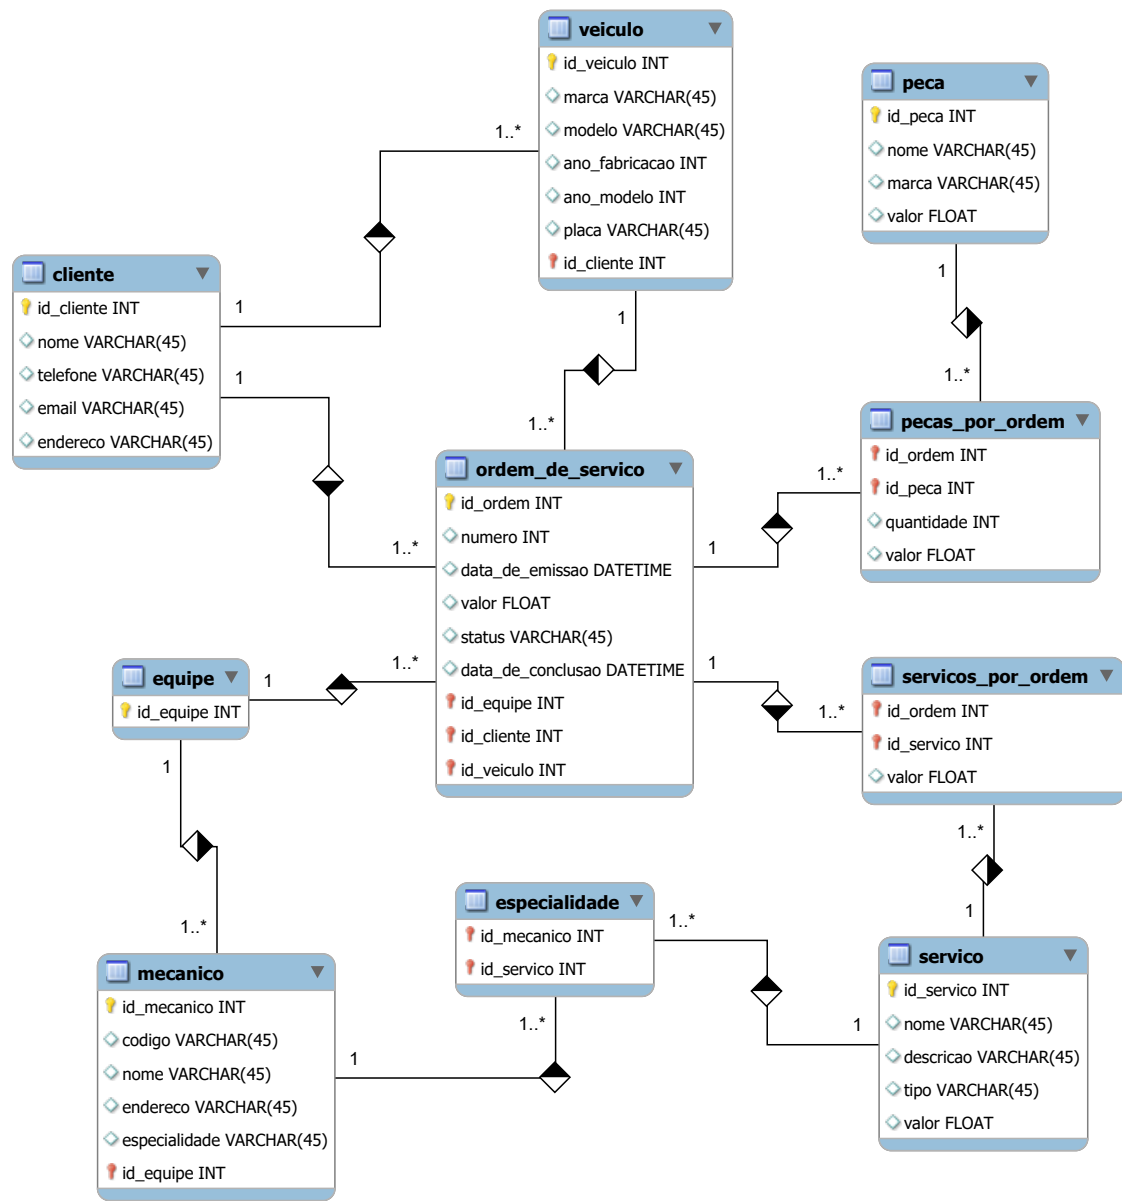 veiculo
id_veiculo INT
marca VARCHAR(45)
modelo VARCHAR(45)
ano_fabricacao INT
ano_modelo INT
placa VARCHAR(45)
id_cliente INT
peca
id_peca INT
nome VARCHAR(45)
marca VARCHAR(45)
valor FLOAT
1..*
cliente
id_cliente INT
nome VARCHAR(45)
telefone VARCHAR(45)
email VARCHAR(45)
endereco VARCHAR(45)
1
1
1
1..*
1
1..*
ordem_de_servico
id_ordem INT
numero INT
data_de_emissao DATETIME
valor FLOAT
status VARCHAR(45)
data_de_conclusao DATETIME
id_equipe INT
id_cliente INT
id_veiculo INT
pecas_por_ordem
id_ordem INT
id_peca INT
quantidade INT
valor FLOAT
1..*
1..*
1
equipe
id_equipe INT
1
1..*
1
servicos_por_ordem
id_ordem INT
id_servico INT
valor FLOAT
1..*
1
1..*
1..*
1
mecanico
id_mecanico INT
codigo VARCHAR(45)
nome VARCHAR(45)
endereco VARCHAR(45)
especialidade VARCHAR(45)
id_equipe INT
especialidade
id_mecanico INT
id_servico INT
1..*
1..*
1
1
servico
id_servico INT
nome VARCHAR(45)
descricao VARCHAR(45)
tipo VARCHAR(45)
valor FLOAT